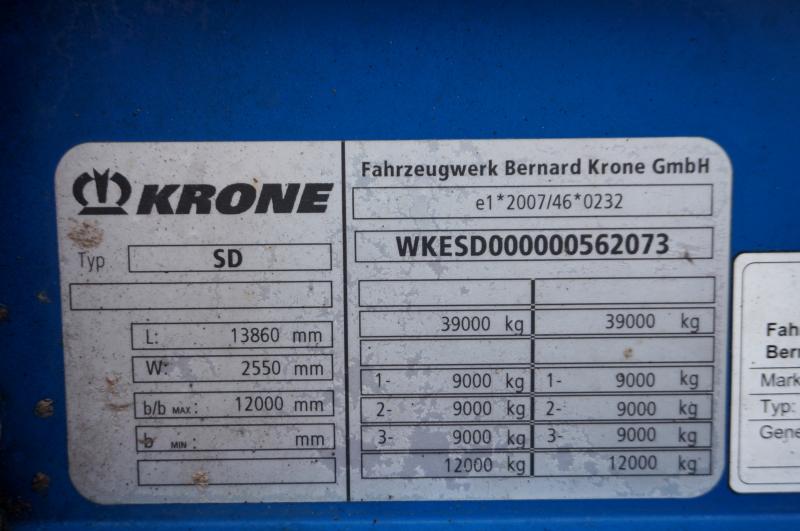 KRONE
Typ SD
L: 13860 mm
W: 2550 mm
b/b MAX: 12000 mm
b MIN: mm
Fahrzeugwerk Bernard Krone GmbH
e1*2007/46*0232
WKESD000000562073
39000 kg 39000 kg
1- 9000 kg 1- 9000 kg
2- 9000 kg 2- 9000 kg
3- 9000 kg 3- 9000 kg
12000 kg 12000 kg
Fah
Ber
Mark
Typ:
Gene